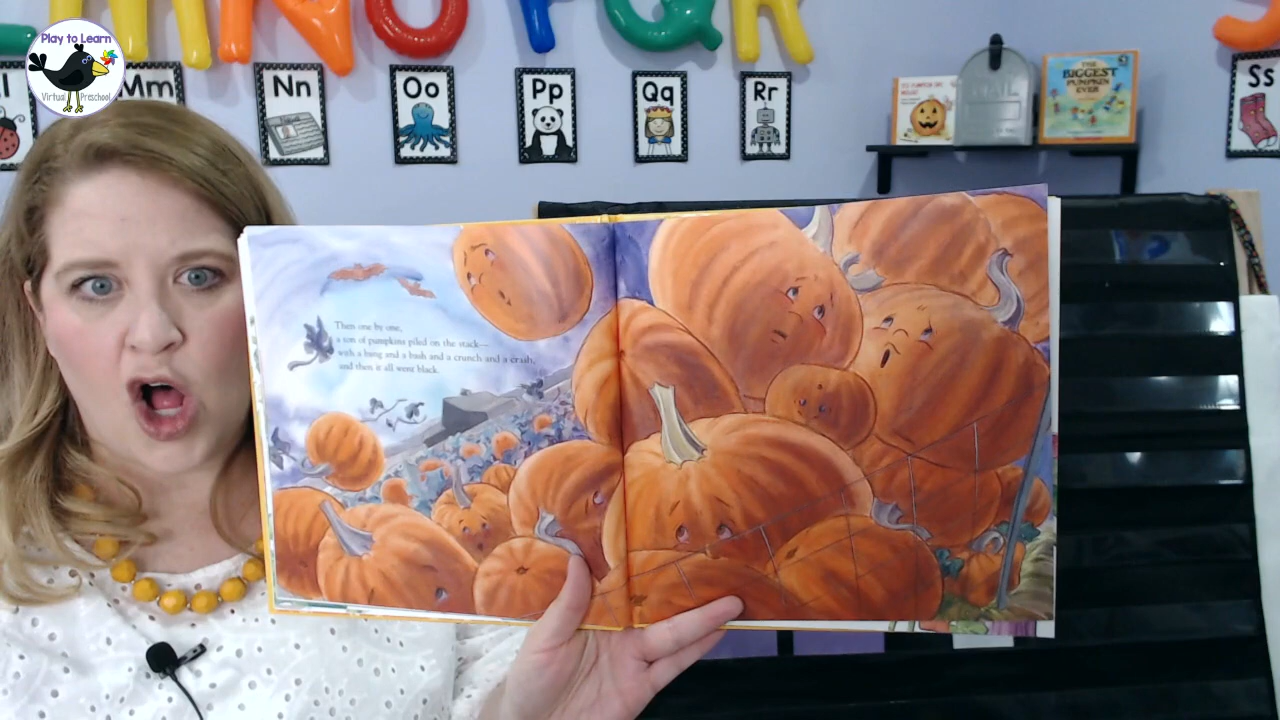 Play to Learn
Virtual Preschool
Mm
Nn
Oo
Pp
Qq
Rr
Ss
MAIL
THE
BIGGEST
PUMPKIN
EVER
Then one by one,
a ton of pumpkins piled on the stack—
with a bang and a bash and a crunch and a crash,
and then it all went black.